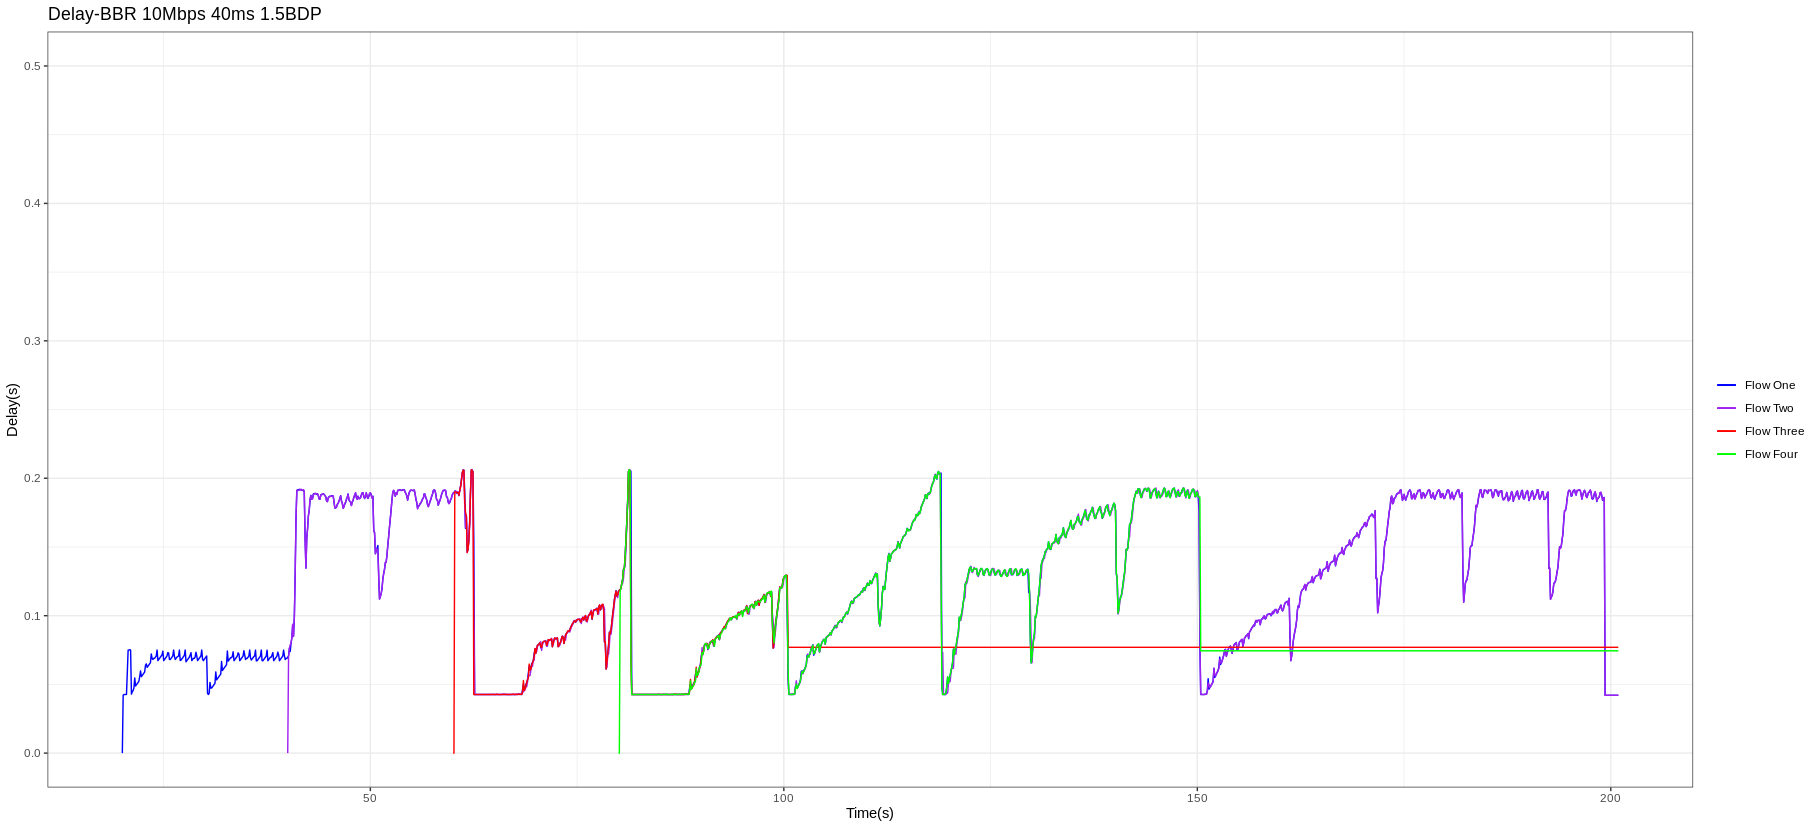 Delay-BBR 10Mbps 40ms 1.5BDP
0.5
0.4
0.3
0.2
0.1
0.0
Delay(s)
50
100
150
200
Time(s)
Flow One
Flow Two
Flow Three
Flow Four